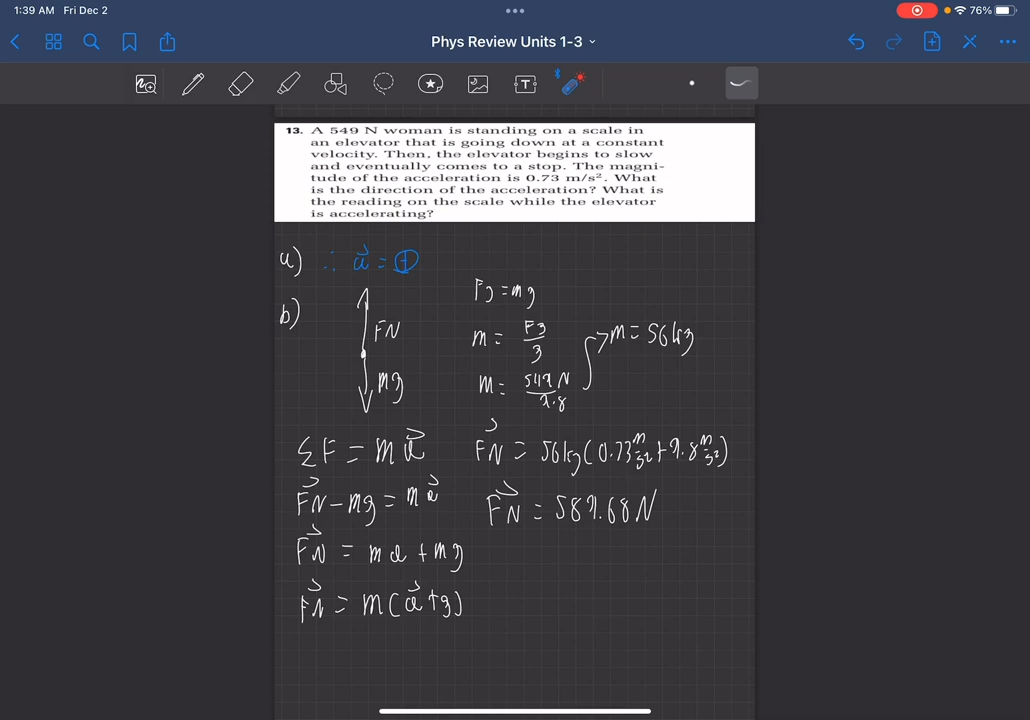 1:39 AM Fri Dec 2
76%
Phys Review Units 1-3
13. A 549 N woman is standing on a scale in
an elevator that is going down at a constant
velocity. Then, the elevator begins to slow
and eventually comes to a stop. The magni-
tude of the acceleration is 0.73 m/s². What
is the direction of the acceleration? What is
the reading on the scale while the elevator
is accelerating?
a) ∴ a⃗ = ⊕
b)
FN
mg
Fg = mg
m = Fg/g
m = 549 N/9.8
m = 56kg
ΣF = ma⃗
F⃗N - mg = ma⃗
F⃗N = ma + mg
F⃗N = m(a⃗+g)
F⃗N = 56kg(0.73 m/s² + 9.8 m/s²)
F⃗N = 589.68 N